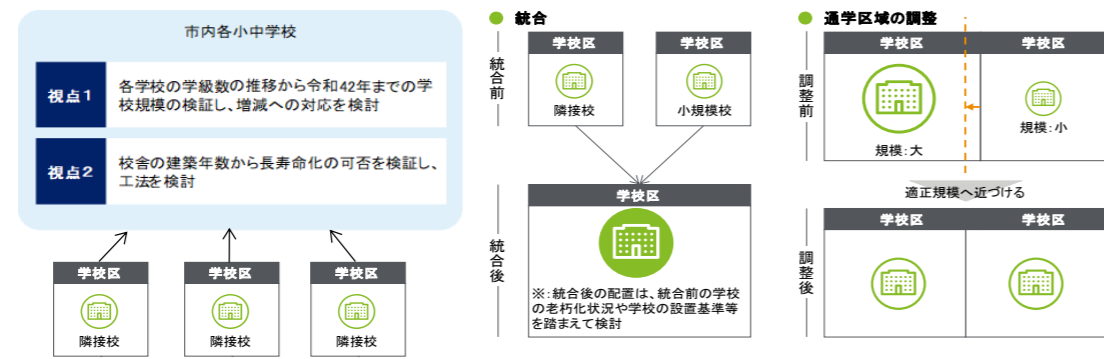 市内各小中学校
視点1
各学校の学級数の推移から令和42年までの学
校規模の検証し、増減への対応を検討
視点2
校舎の建築年数から長寿命化の可否を検証し、
工法を検討
学校区
隣接校
学校区
隣接校
学校区
隣接校
● 統合
統合前
学校区
隣接校
学校区
小規模校
統合後
学校区
※:統合後の配置は、統合前の学校
の老朽化状況や学校の設置基準等
を踏まえて検討
● 通学区域の調整
調整前
学校区
規模:大
学校区
規模:小
適正規模へ近づける
調整後
学校区
学校区